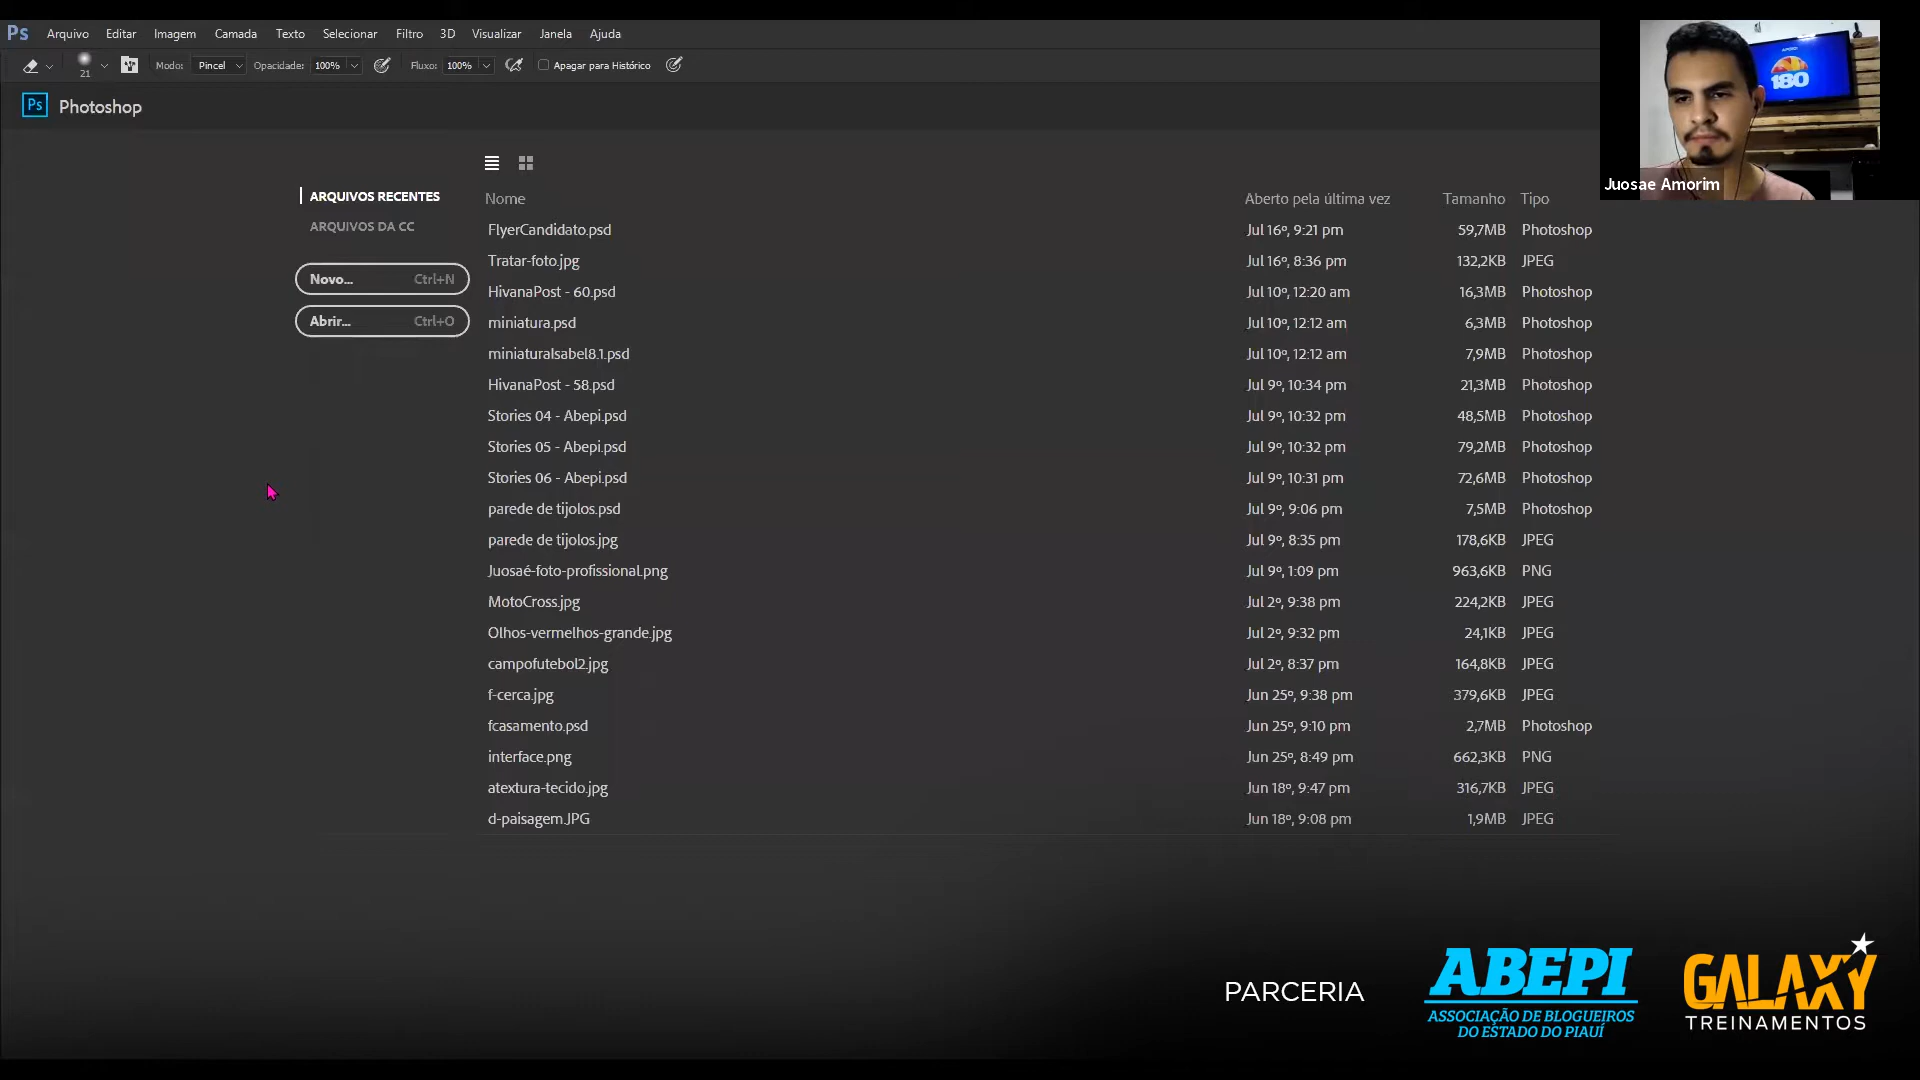 Ps Arquivo Editar Imagem Camada Texto Selecionar Filtro 3D Visualizar Janela Ajuda
21 Modo: Pincel Opacidade: 100% Fluxo: 100% Apagar para Histórico
Ps Photoshop
180
Juosae Amorim
ARQUIVOS RECENTES
ARQUIVOS DA CC
Novo... Ctrl+N
Abrir... Ctrl+O
Nome Aberto pela última vez Tamanho Tipo
FlyerCandidato.psd Jul 16º, 9:21 pm 59,7MB Photoshop
Tratar-foto.jpg Jul 16º, 8:36 pm 132,2KB JPEG
HivanaPost - 60.psd Jul 10º, 12:20 am 16,3MB Photoshop
miniatura.psd Jul 10º, 12:12 am 6,3MB Photoshop
miniaturaIsabel8.1.psd Jul 10º, 12:12 am 7,9MB Photoshop
HivanaPost - 58.psd Jul 9º, 10:34 pm 21,3MB Photoshop
Stories 04 - Abepi.psd Jul 9º, 10:32 pm 48,5MB Photoshop
Stories 05 - Abepi.psd Jul 9º, 10:32 pm 79,2MB Photoshop
Stories 06 - Abepi.psd Jul 9º, 10:31 pm 72,6MB Photoshop
parede de tijolos.psd Jul 9º, 9:06 pm 7,5MB Photoshop
parede de tijolos.jpg Jul 9º, 8:35 pm 178,6KB JPEG
Juosaé-foto-profissional.png Jul 9º, 1:09 pm 963,6KB PNG
MotoCross.jpg Jul 2º, 9:38 pm 224,2KB JPEG
Olhos-vermelhos-grande.jpg Jul 2º, 9:32 pm 24,1KB JPEG
campofutebol2.jpg Jul 2º, 8:37 pm 164,8KB JPEG
f-cerca.jpg Jun 25º, 9:38 pm 379,6KB JPEG
fcasamento.psd Jun 25º, 9:10 pm 2,7MB Photoshop
interface.png Jun 25º, 8:49 pm 662,3KB PNG
atextura-tecido.jpg Jun 18º, 9:47 pm 316,7KB JPEG
d-paisagem.JPG Jun 18º, 9:08 pm 1,9MB JPEG
PARCERIA
ABEPI
ASSOCIAÇÃO DE BLOGUEIROS
DO ESTADO DO PIAUÍ
GALAXY
TREINAMENTOS